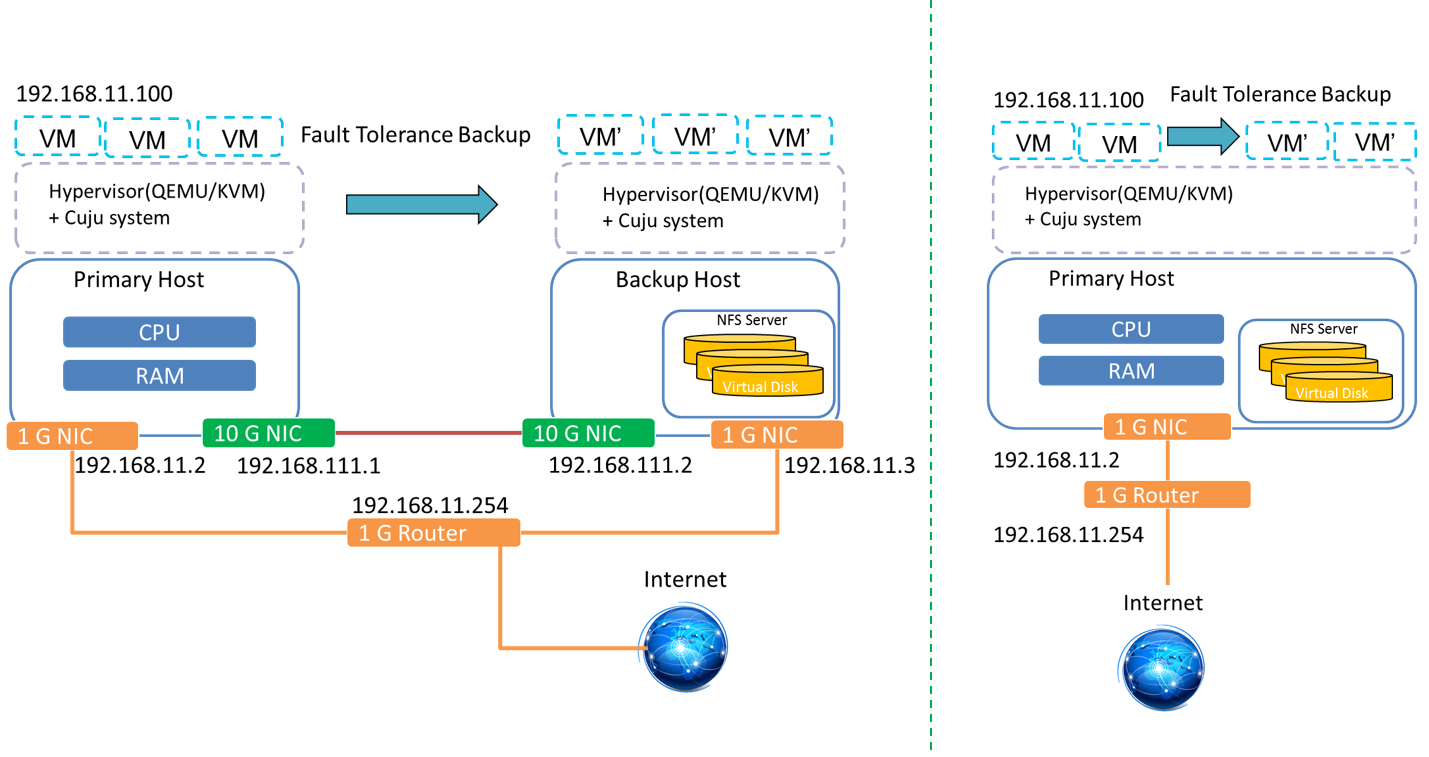 192.168.11.100
VM
VM
VM
Fault Tolerance Backup
VM’
VM’
VM’
Hypervisor(QEMU/KVM)
+ Cuju system
Hypervisor(QEMU/KVM)
+ Cuju system
Primary Host
CPU
RAM
Backup Host
NFS Server
Virtual Disk
1 G NIC
10 G NIC
10 G NIC
1 G NIC
192.168.11.2
192.168.111.1
192.168.111.2
192.168.11.3
192.168.11.254
1 G Router
Internet
192.168.11.100
Fault Tolerance Backup
VM
VM
VM’
VM’
Hypervisor(QEMU/KVM)
+ Cuju system
Primary Host
CPU
RAM
NFS Server
Virtual Disk
1 G NIC
192.168.11.2
1 G Router
192.168.11.254
Internet